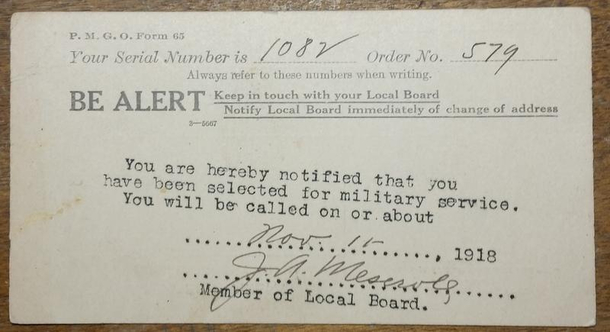 P. M. G. O. Form 65
Your Serial Number is 1082 Order No. 579
Always refer to these numbers when writing.
BE ALERT Keep in touch with your Local Board
Notify Local Board immediately of change of address
3—5667
You are hereby notified that you
have been selected for military service.
You will be called on or about
Nov. 11, 1918
J. A.
Member of Local Board.